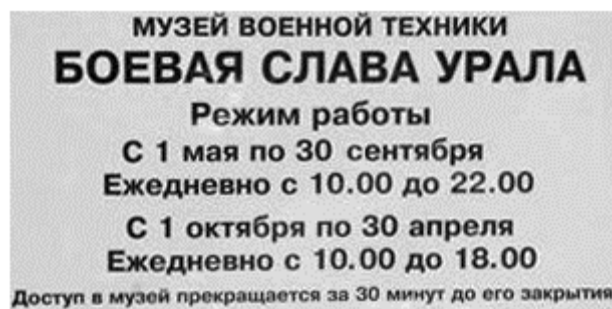 МУЗЕЙ ВОЕННОЙ ТЕХНИКИ
БОЕВАЯ СЛАВА УРАЛА
Режим работы
С 1 мая по 30 сентября
Ежедневно с 10.00 до 22.00
С 1 октября по 30 апреля
Ежедневно с 10.00 до 18.00
Доступ в музей прекращается за 30 минут до его закрытия